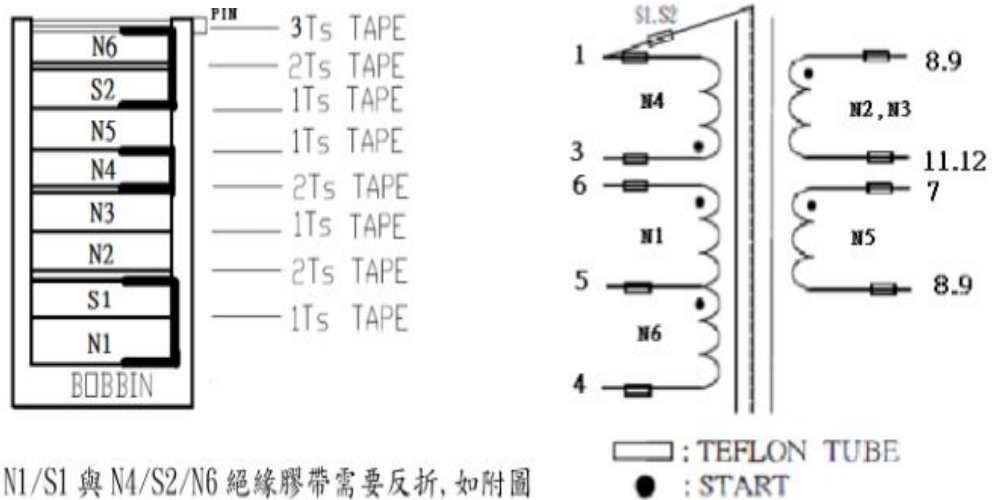 PIN
3Ts TAPE
N6
2Ts TAPE
S2
1Ts TAPE
N5
1Ts TAPE
N4
2Ts TAPE
N3
1Ts TAPE
N2
2Ts TAPE
S1
1Ts TAPE
N1
BOBBIN
S1.S2
1
8.9
N4
N2,N3
3
11.12
6
7
N1
N5
5
8.9
N6
4
: TEFLON TUBE
: START
N1/S1 與 N4/S2/N6 絕緣膠帶需要反折,如附圖